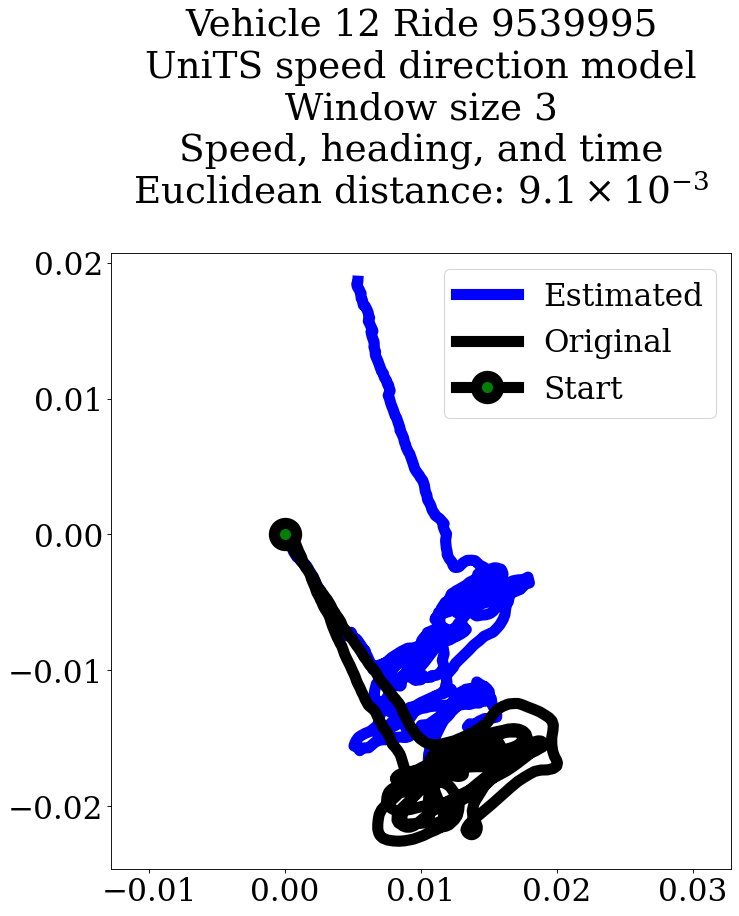 Vehicle 12 Ride 9539995
UniTS speed direction model
Window size 3
Speed, heading, and time
Euclidean distance: 9.1 × 10⁻³
0.02
0.01
0.00
−0.01
−0.02
Estimated
Original
Start
−0.01 0.00 0.01 0.02 0.03